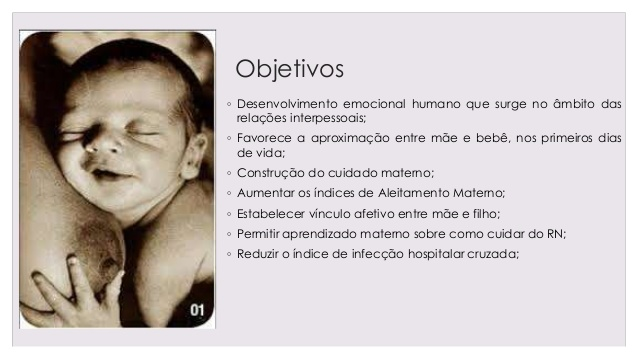 Objetivos
◦ Desenvolvimento emocional humano que surge no âmbito das
relações interpessoais;
◦ Favorece a aproximação entre mãe e bebê, nos primeiros dias
de vida;
◦ Construção do cuidado materno;
◦ Aumentar os índices de Aleitamento Materno;
◦ Estabelecer vínculo afetivo entre mãe e filho;
◦ Permitir aprendizado materno sobre como cuidar do RN;
◦ Reduzir o índice de infecção hospitalar cruzada;
01